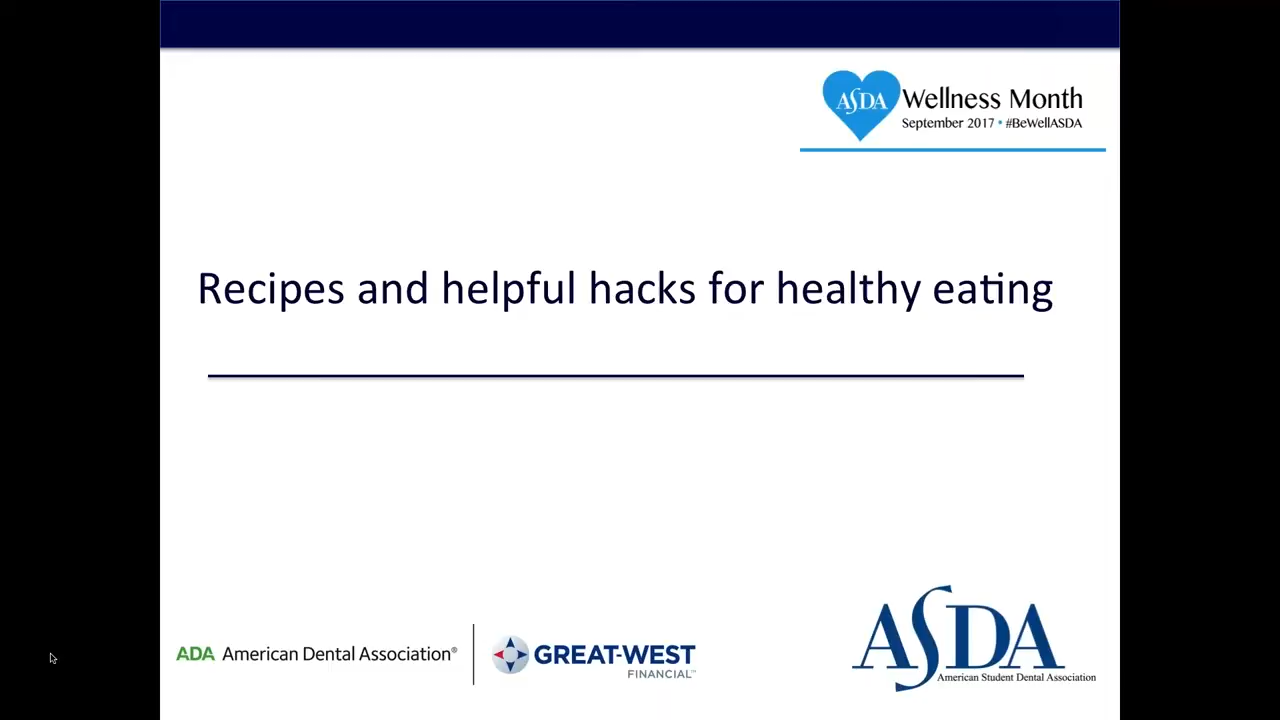 ASDA Wellness Month
September 2017 • #BeWellASDA
Recipes and helpful hacks for healthy eating
ADA American Dental Association®
GREAT-WEST
FINANCIAL™
ASDA
American Student Dental Association